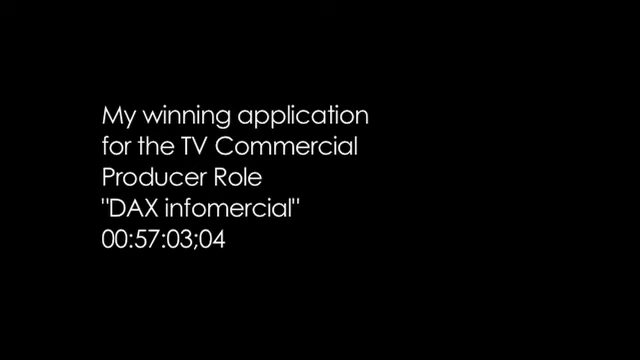 My winning application
for the TV Commercial
Producer Role
"DAX infomercial"
00:57:03;04